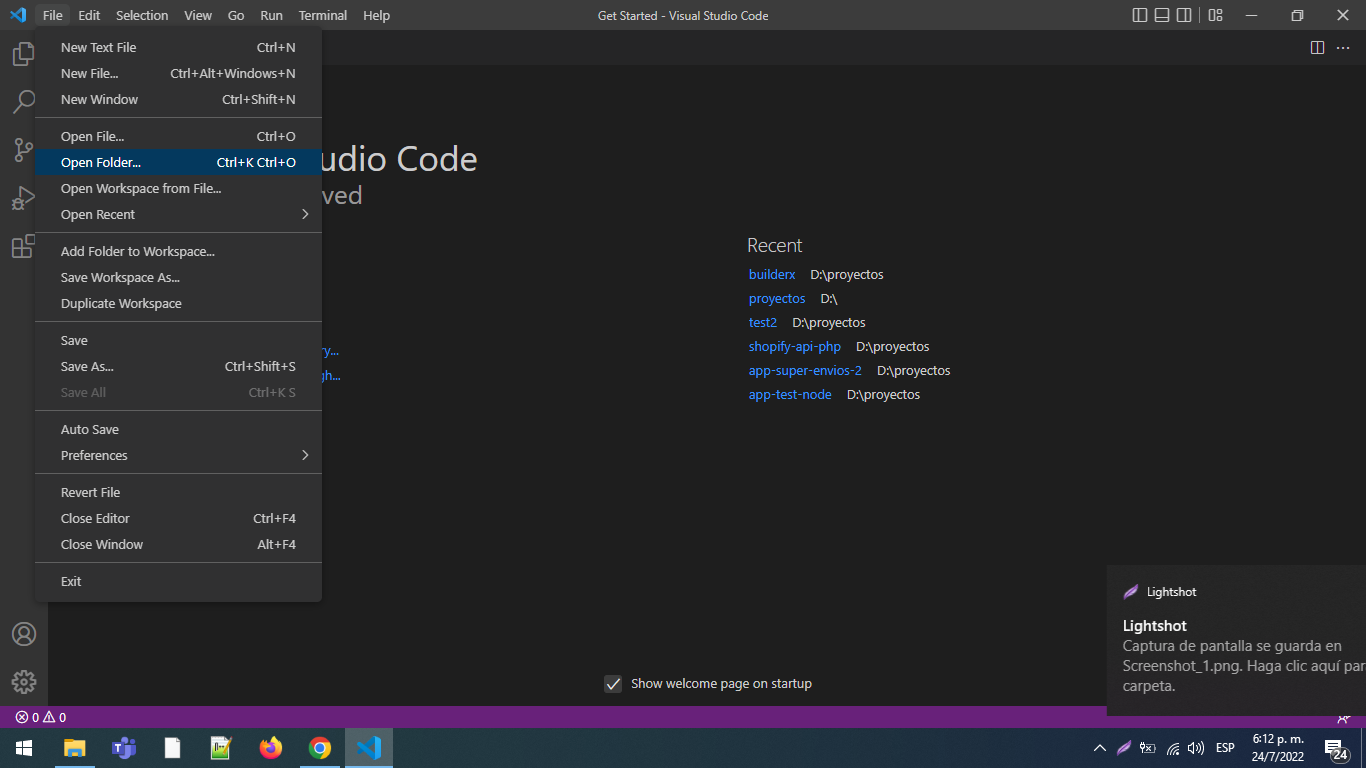 File Edit Selection View Go Run Terminal Help
Get Started - Visual Studio Code
New Text File Ctrl+N
New File... Ctrl+Alt+Windows+N
New Window Ctrl+Shift+N
Open File... Ctrl+O
Open Folder... Ctrl+K Ctrl+O
Open Workspace from File...
Open Recent
Add Folder to Workspace...
Save Workspace As...
Duplicate Workspace
Save
Save As... Ctrl+Shift+S
Save All Ctrl+K S
Auto Save
Preferences
Revert File
Close Editor Ctrl+F4
Close Window Alt+F4
Exit
udio Code
ved
ry...
gh...
Recent
builderx D:\proyectos
proyectos D:\
test2 D:\proyectos
shopify-api-php D:\proyectos
app-super-envios-2 D:\proyectos
app-test-node D:\proyectos
Show welcome page on startup
Lightshot
Lightshot
Captura de pantalla se guarda en
Screenshot_1.png. Haga clic aquí par
carpeta.
0 0
ESP
6:12 p. m.
24/7/2022
24